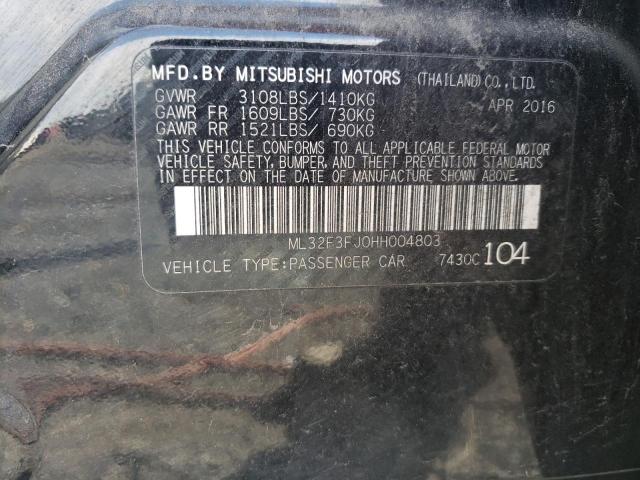 MFD.BY MITSUBISHI MOTORS (THAILAND)CO.,LTD.
GVWR 3108LBS/1410KG APR 2016
GAWR FR 1609LBS/ 730KG
GAWR RR 1521LBS/ 690KG
THIS VEHICLE CONFORMS TO ALL APPLICABLE FEDERAL MOTOR
VEHICLE SAFETY, BUMPER, AND THEFT PREVENTION STANDARDS
IN EFFECT ON THE DATE OF MANUFACTURE SHOWN ABOVE.
ML32F3FJ0HH004803
VEHICLE TYPE:PASSENGER CAR 7430C 104